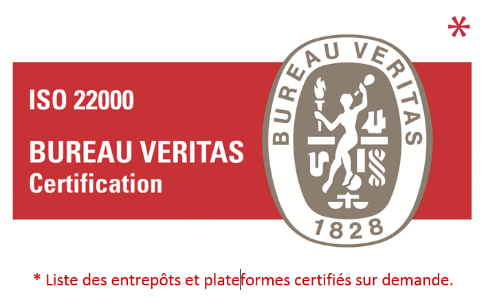 *
ISO 22000
BUREAU VERITAS
Certification
BUREAU VERITAS
1828
* Liste des entrepôts et plateformes certifiés sur demande.